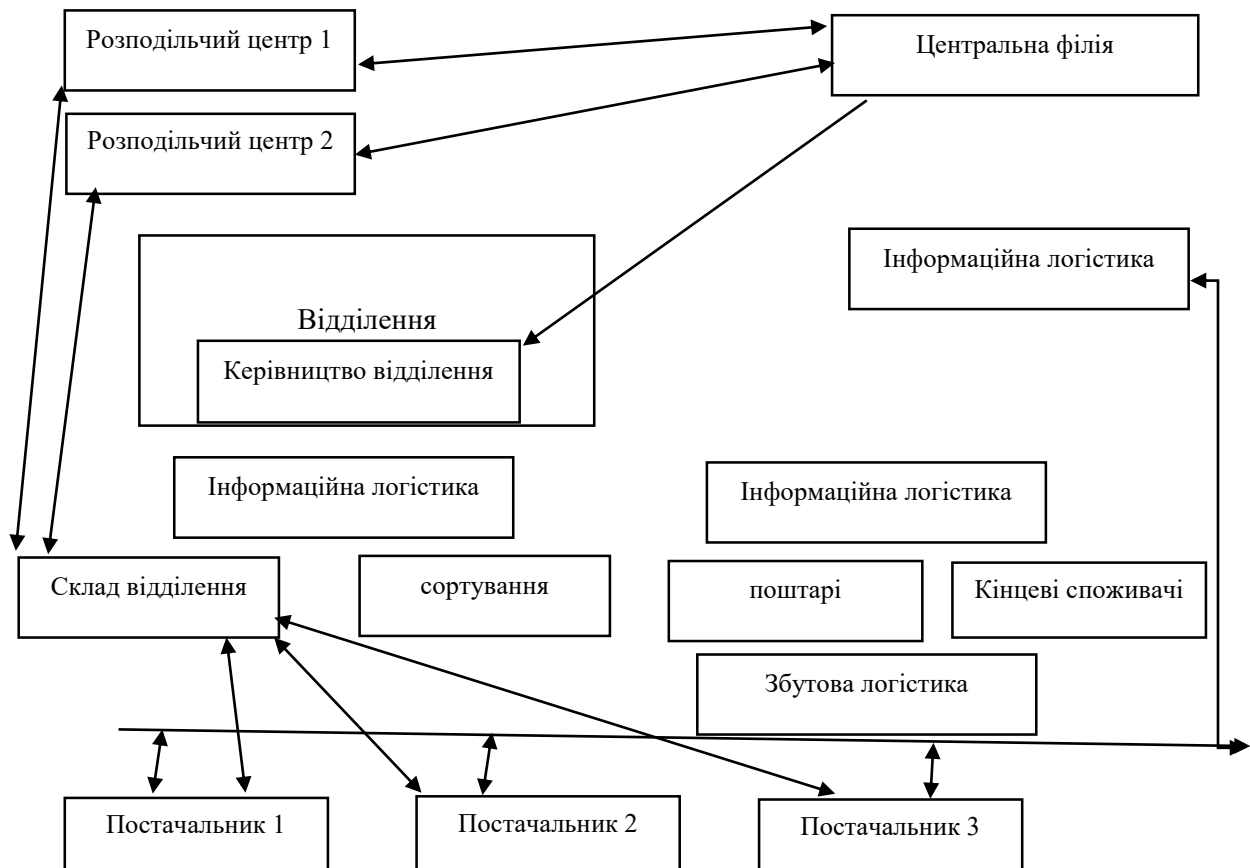 Розподільчий центр 1
Центральна філія
Розподільчий центр 2
Інформаційна логістика
Відділення
Керівництво відділення
Інформаційна логістика
Інформаційна логістика
Склад відділення
сортування
поштарі
Кінцеві споживачі
Збутова логістика
Постачальник 1
Постачальник 2
Постачальник 3